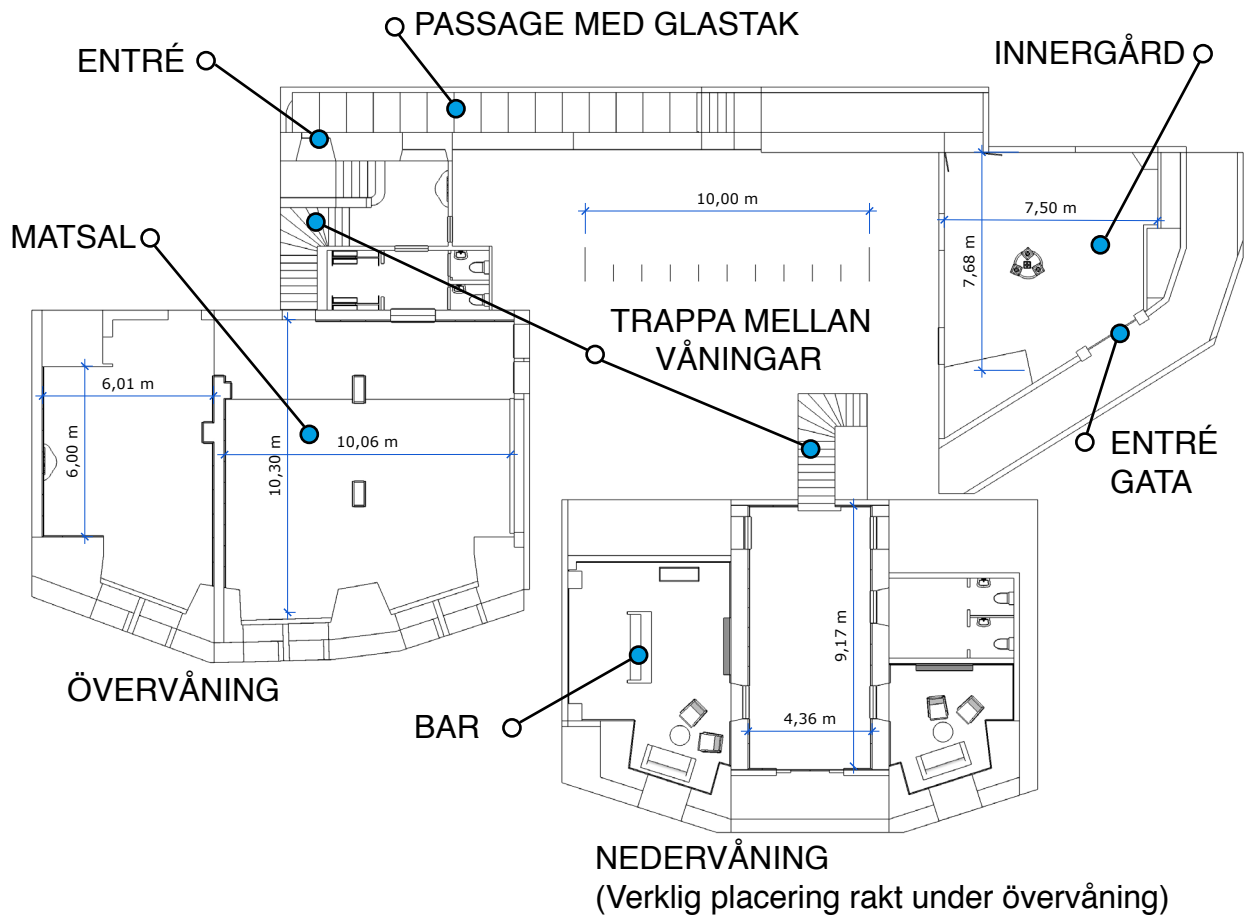 PASSAGE MED GLASTAK
ENTRÉ
INNERGÅRD
10,00 m
7,50 m
7,68 m
MATSAL
TRAPPA MELLAN
VÅNINGAR
6,01 m
6,00 m
10,30 m
10,06 m
ENTRÉ
GATA
9,17 m
4,36 m
ÖVERVÅNING
BAR
NEDERVÅNING
(Verklig placering rakt under övervåning)